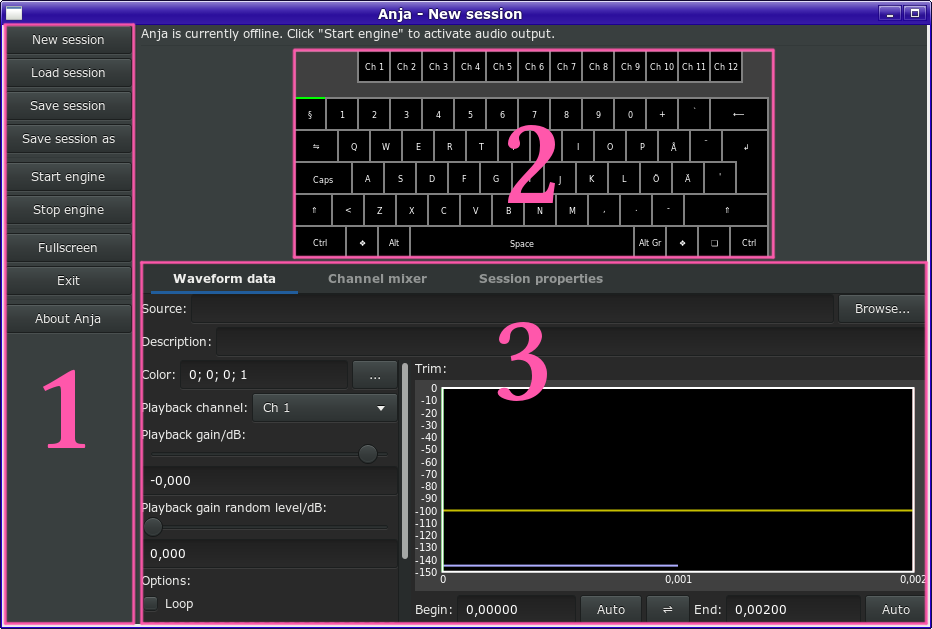 Anja - New session
New session
Load session
Save session
Save session as
Start engine
Stop engine
Fullscreen
Exit
About Anja
1
Anja is currently offline. Click "Start engine" to activate audio output.
Ch 1 Ch 2 Ch 3 Ch 4 Ch 5 Ch 6 Ch 7 Ch 8 Ch 9 Ch 10 Ch 11 Ch 12
§ 1 2 3 4 5 6 7 8 9 0 + ´ ←
⇋ Q W E R T I O P Å ¨ ↲
Caps A S D F G J K L Ö Ä '
⇑ < Z X C V B N M , . - ⇑
Ctrl ❖ Alt Space Alt Gr ❖ ❏ Ctrl
2
Waveform data Channel mixer Session properties
Source: Browse...
Description:
3
Color: 0; 0; 0; 1 ...
Playback channel: Ch 1
Playback gain/dB:
-0,000
Playback gain random level/dB:
0,000
Options:
Loop
Trim:
0
-10
-20
-30
-40
-50
-60
-70
-80
-90
-100
-110
-120
-130
-140
-150
0 0,001 0,002
Begin: 0,00000 Auto ⇌ End: 0,00200 Auto